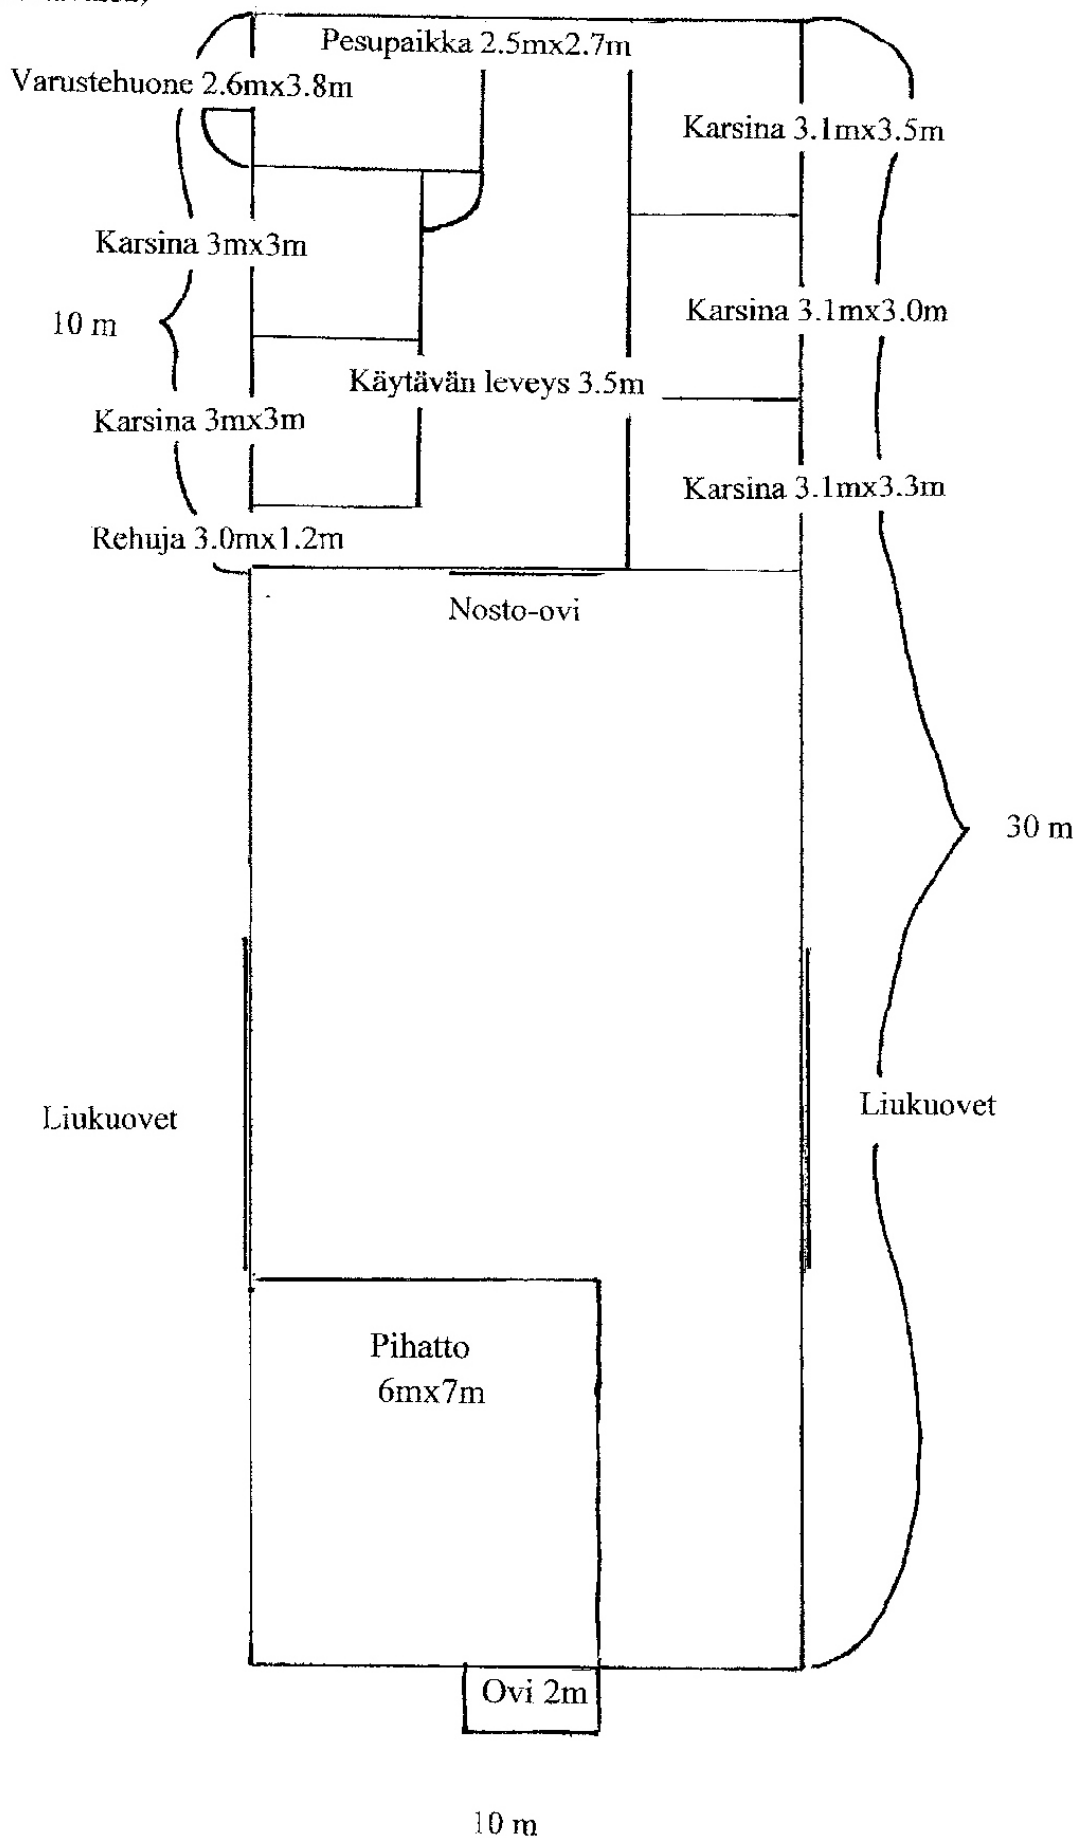 Pesupaikka 2.5mx2.7m
Varustehuone 2.6mx3.8m
Karsina 3.1mx3.5m
Karsina 3mx3m
Karsina 3.1mx3.0m
10 m
Käytävän leveys 3.5m
Karsina 3mx3m
Karsina 3.1mx3.3m
Rehuja 3.0mx1.2m
Nosto-ovi
30 m
Liukuovet
Liukuovet
Pihatto
6mx7m
Ovi 2m
10 m